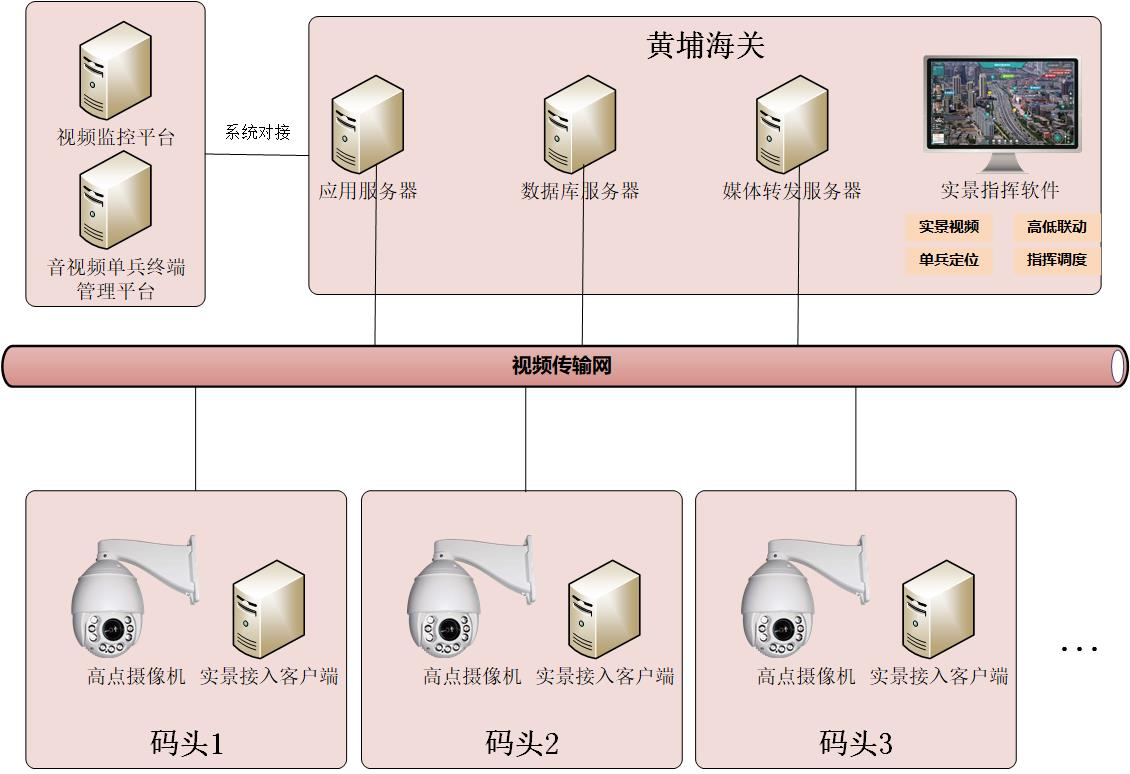 视频监控平台
音视频单兵终端
管理平台
系统对接
黄埔海关
应用服务器
数据库服务器
媒体转发服务器
实景指挥软件
实景视频
高低联动
单兵定位
指挥调度
视频传输网
高点摄像机
实景接入客户端
码头1
高点摄像机
实景接入客户端
码头2
高点摄像机
实景接入客户端
码头3
...